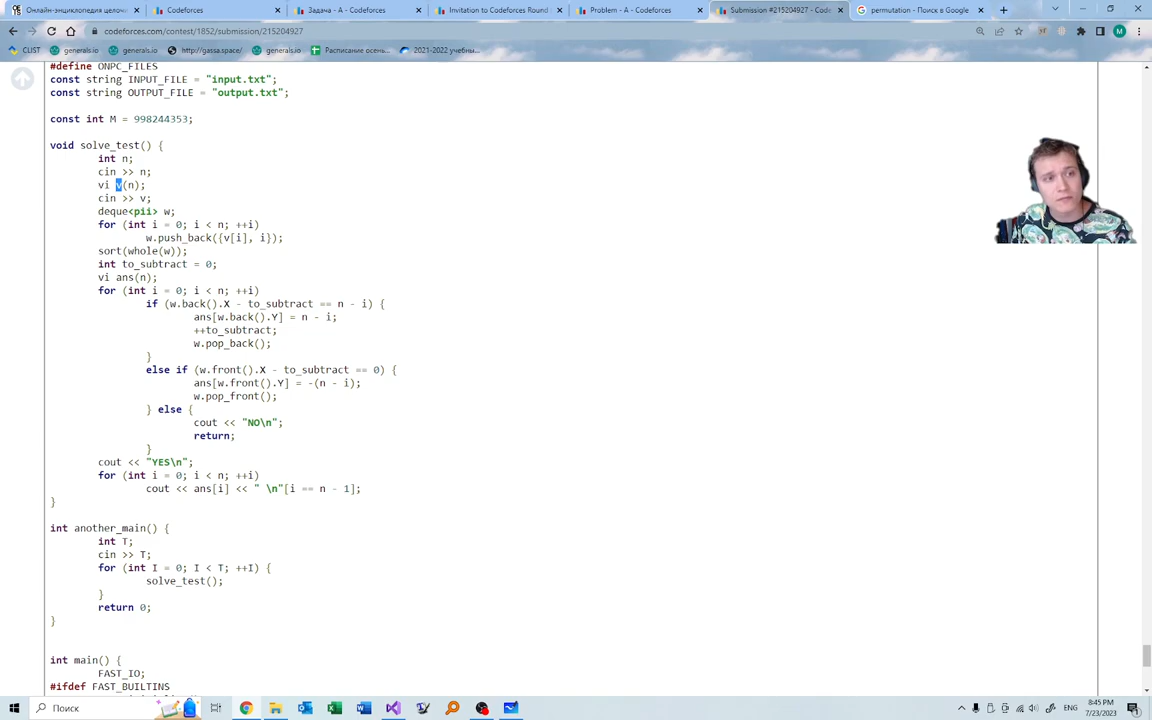 Онлайн-энциклопедия целочи
Codeforces
Задача - A - Codeforces
Invitation to Codeforces Round
Problem - A - Codeforces
Submission #215204927 - Code
permutation - Поиск в Google
codeforces.com/contest/1852/submission/215204927
CLIST
generals.io
generals.io
http://gassa.space/
generals.io
Расписание осень...
2021-2022 учебны...
#define ONPC_FILES
const string INPUT_FILE = "input.txt";
const string OUTPUT_FILE = "output.txt";
const int M = 998244353;
void solve_test() {
int n;
cin >> n;
vi v(n);
cin >> v;
deque<pii> w;
for (int i = 0; i < n; ++i)
w.push_back({v[i], i});
sort(whole(w));
int to_subtract = 0;
vi ans(n);
for (int i = 0; i < n; ++i)
if (w.back().X - to_subtract == n - i) {
ans[w.back().Y] = n - i;
++to_subtract;
w.pop_back();
}
else if (w.front().X - to_subtract == 0) {
ans[w.front().Y] = -(n - i);
w.pop_front();
} else {
cout << "NO\n";
return;
}
cout << "YES\n";
for (int i = 0; i < n; ++i)
cout << ans[i] << " \n"[i == n - 1];
}
int another_main() {
int T;
cin >> T;
for (int I = 0; I < T; ++I) {
solve_test();
}
return 0;
}
int main() {
FAST_IO;
#ifdef FAST_BUILTINS
Поиск
ENG
8:45 PM
7/23/2023